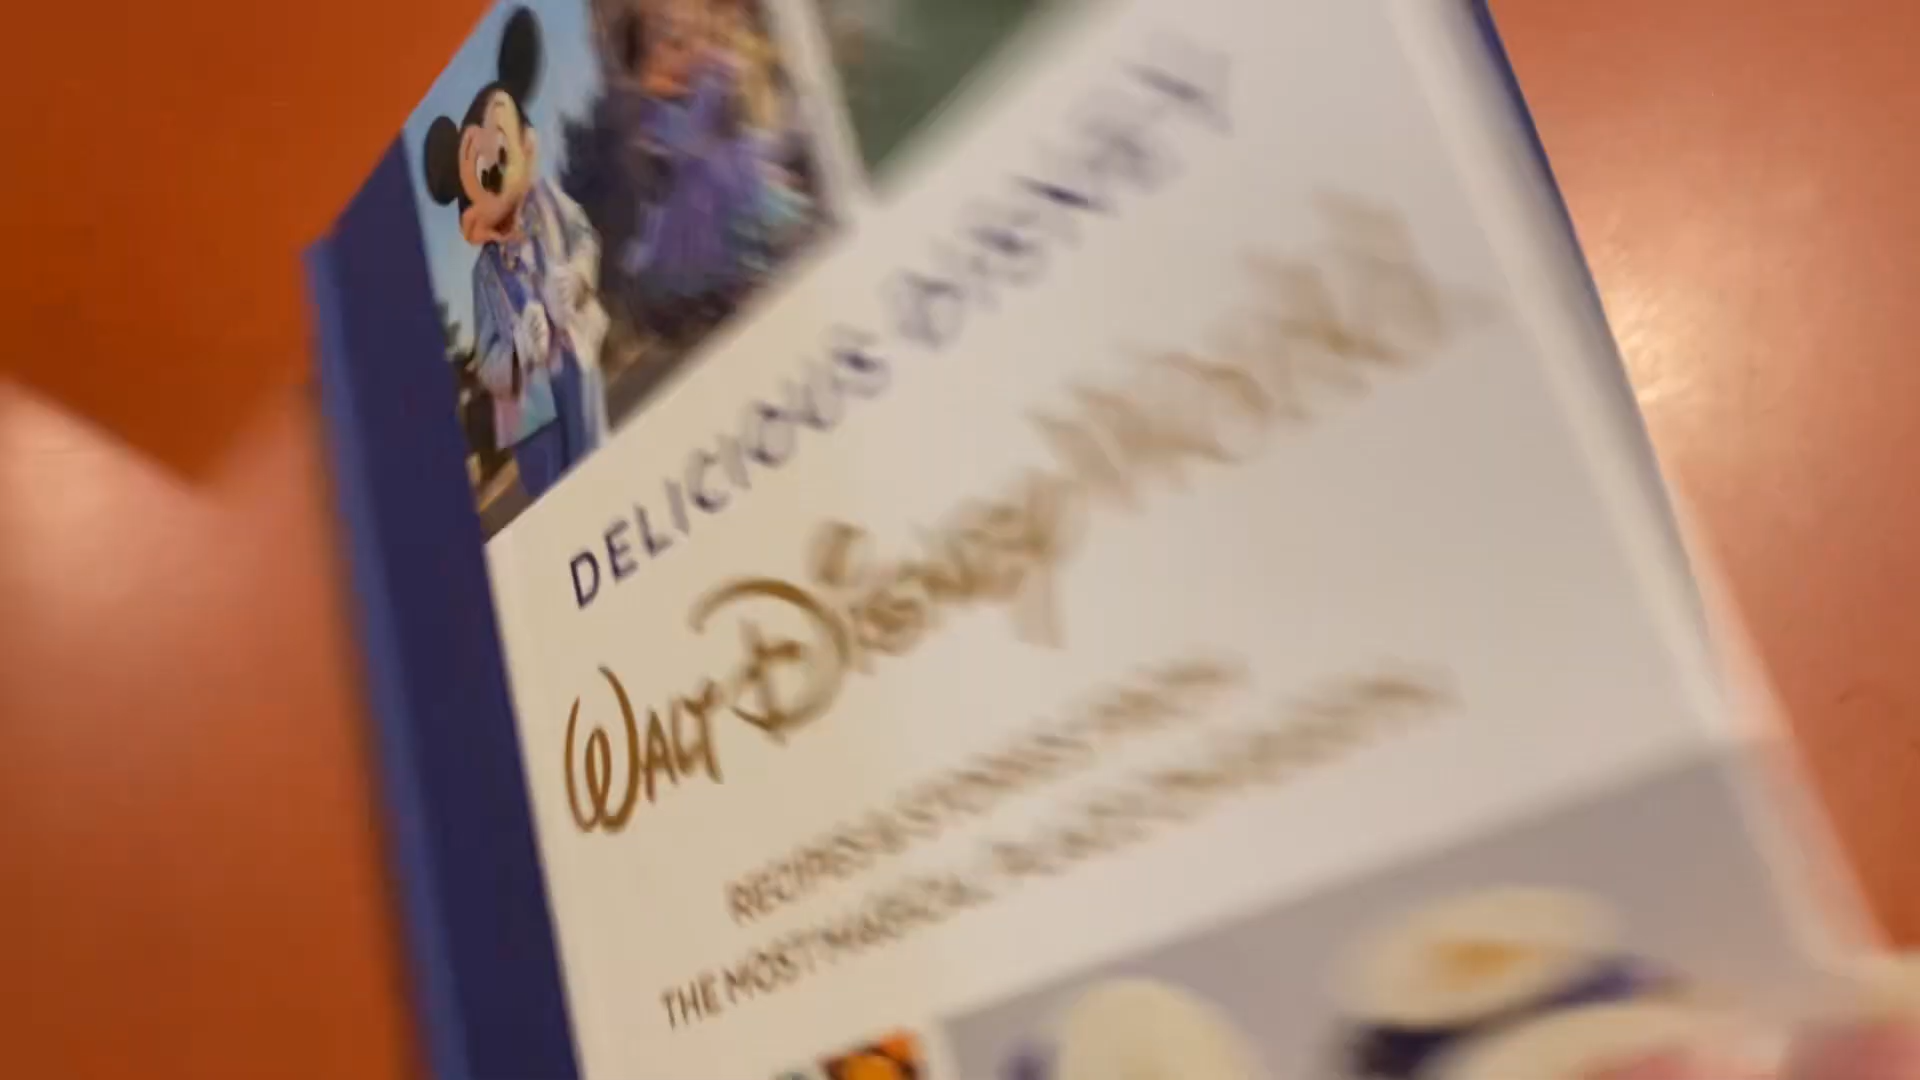 DELICIOUS DISNEY
WALT DISNEY WORLD
RECIPES & STORIES FROM
THE MOST MAGICAL PLACE ON EARTH